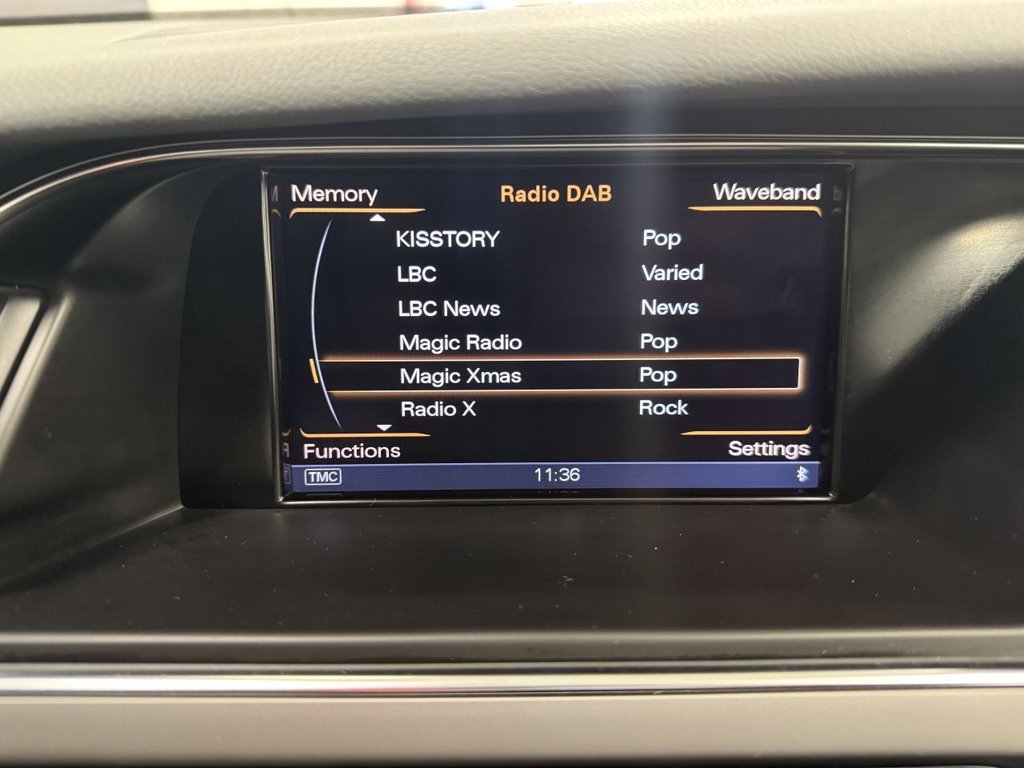 Memory Radio DAB Waveband
KISSTORY Pop
LBC Varied
LBC News News
Magic Radio Pop
Magic Xmas Pop
Radio X Rock
Functions Settings
TMC 11:36